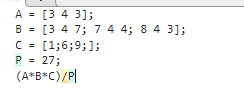 A = [3 4 3];
B = [3 4 7; 7 4 4; 8 4 3];
C = [1;6;9;];
P = 27;
(A*B*C)/P